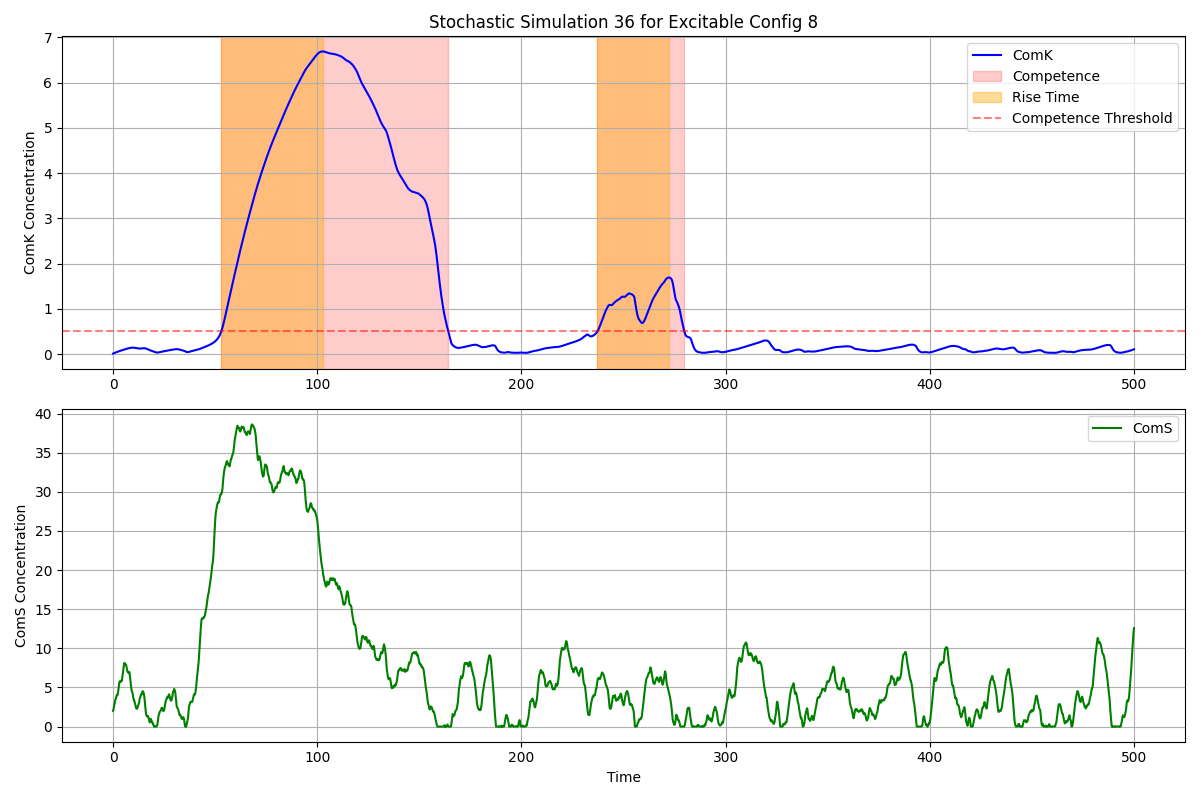 Stochastic Simulation 36 for Excitable Config 8
7
6
5
4
3
2
1
0
ComK Concentration
ComK
Competence
Rise Time
Competence Threshold
0 100 200 300 400 500
40
35
30
25
20
15
10
5
0
ComS Concentration
ComS
0 100 200 300 400 500
Time